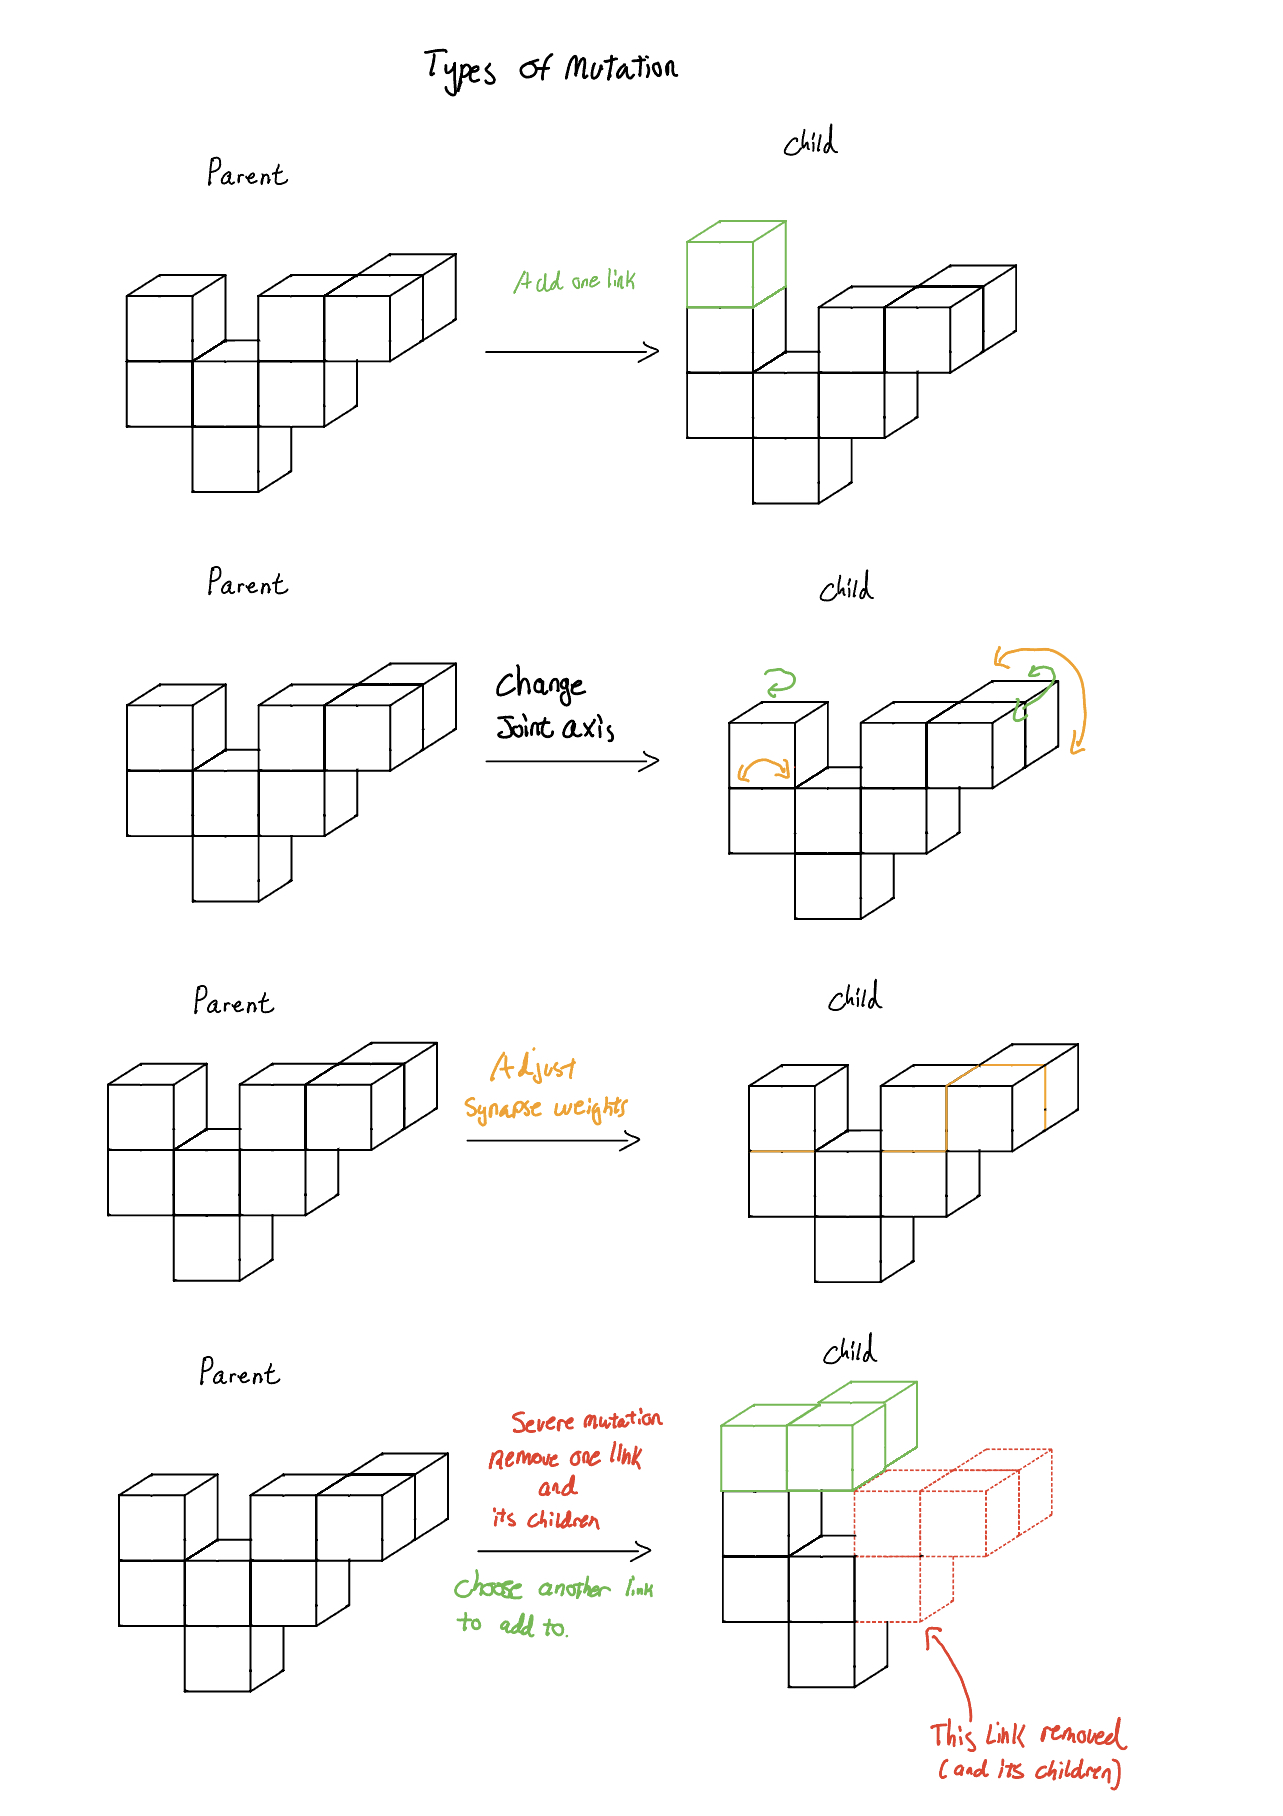 Types of Mutation
Parent
Child
Add one link
Parent
Child
Change
Joint axis
Parent
Child
Adjust
Synapse weights
Parent
Child
Severe mutation
Remove one link
and
its children
Choose another link
to add to.
This Link removed
(and its children)